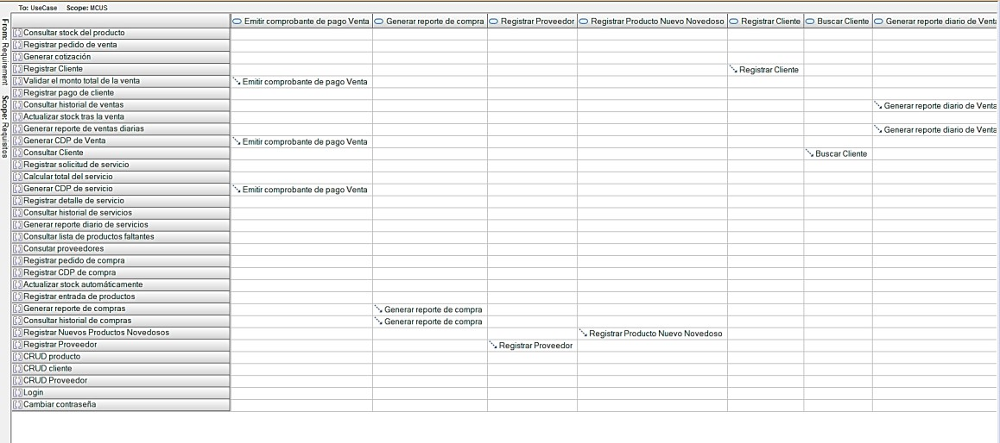 To: UseCase Scope: MCUS
From: Requirement Scope: Requisitos
Emitir comprobante de pago Venta Generar reporte de compra Registrar Proveedor Registrar Producto Nuevo Novedoso Registrar Cliente Buscar Cliente Generar reporte diario de Venta
Consultar stock del producto
Registrar pedido de venta
Generar cotización
Registrar Cliente Registrar Cliente
Validar el monto total de la venta Emitir comprobante de pago Venta
Registrar pago de cliente
Consultar historial de ventas Generar reporte diario de Venta
Actualizar stock tras la venta
Generar reporte de ventas diarias Generar reporte diario de Venta
Generar CDP de Venta Emitir comprobante de pago Venta
Consultar Cliente Buscar Cliente
Registrar solicitud de servicio
Calcular total del servicio
Generar CDP de servicio Emitir comprobante de pago Venta
Registrar detalle de servicio
Consultar historial de servicios
Generar reporte diario de servicios
Consultar lista de productos faltantes
Consutar proveedores
Registrar pedido de compra
Registrar CDP de compra
Actualizar stock automáticamente
Registrar entrada de productos
Generar reporte de compras Generar reporte de compra
Consultar historial de compras Generar reporte de compra
Registrar Nuevos Productos Novedosos Registrar Producto Nuevo Novedoso
Registrar Proveedor Registrar Proveedor
CRUD producto
CRUD cliente
CRUD Proveedor
Login
Cambiar contraseña